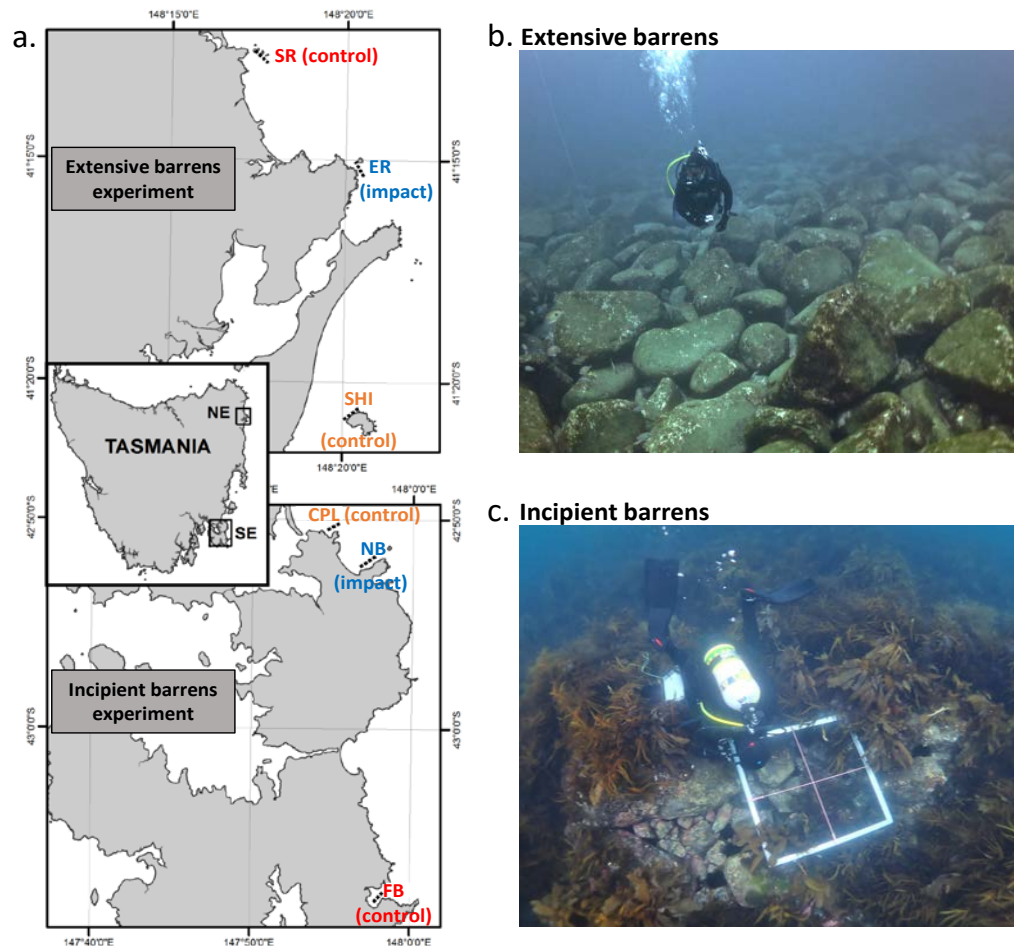 a.
148°15'0"E
148°20'0"E
SR (control)
41°15'0"S
41°15'0"S
Extensive barrens
experiment
ER
(impact)
41°20'0"S
41°20'0"S
SHI
(control)
148°20'0"E
NE
TASMANIA
SE
148°0'0"E
42°50'0"S
42°50'0"S
CPL (control)
NB
(impact)
Incipient barrens
experiment
43°0'0"S
43°0'0"S
FB
(control)
147°40'0"E
147°50'0"E
148°0'0"E
b. Extensive barrens
c. Incipient barrens